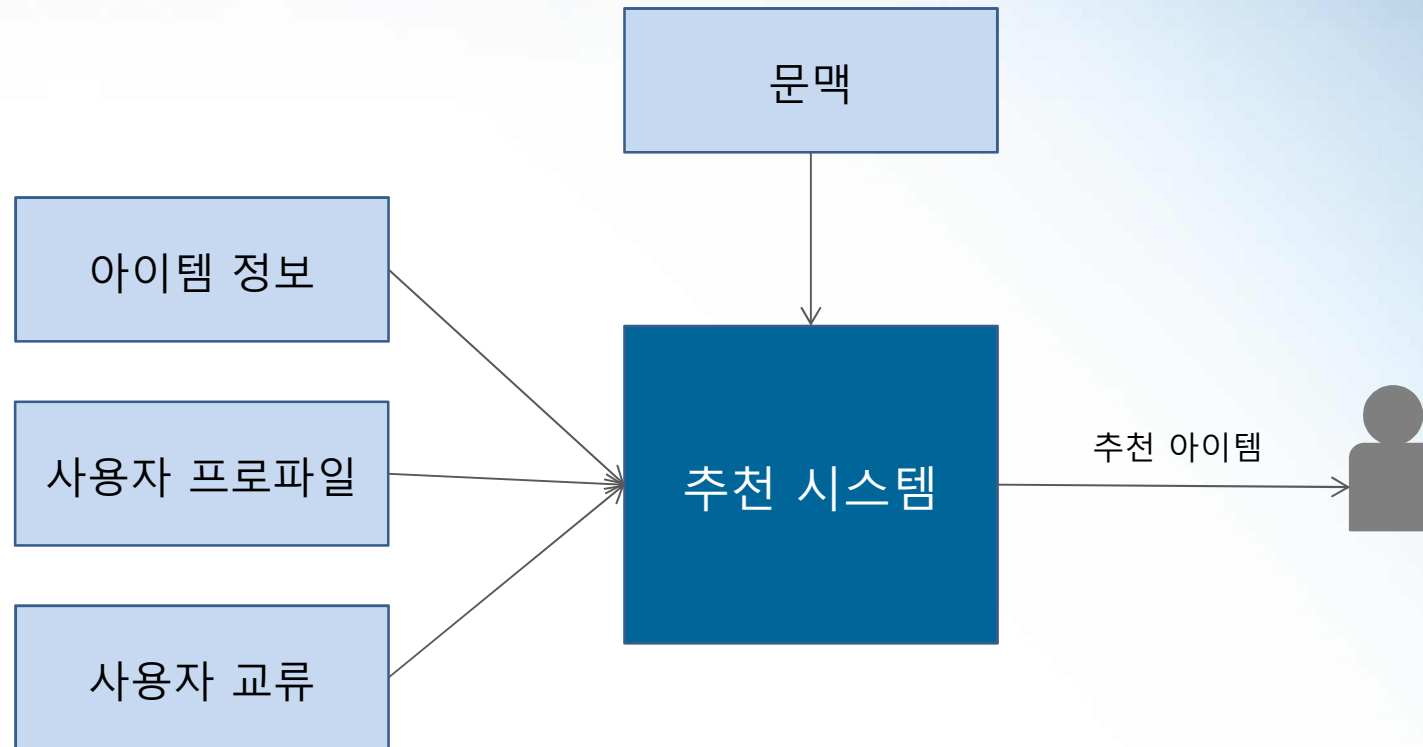 문맥
아이템 정보
사용자 프로파일
추천 시스템
추천 아이템
사용자 교류